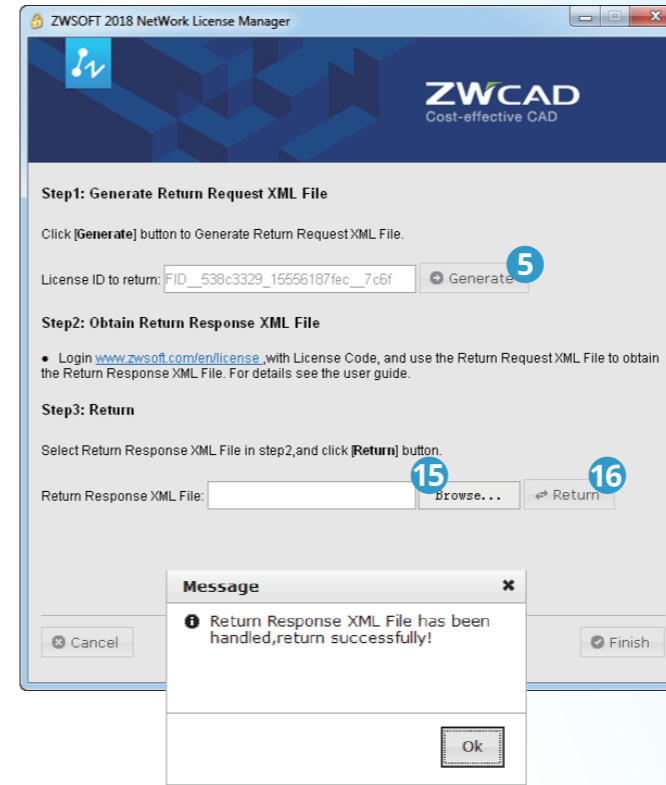 ZWSOFT 2018 NetWork License Manager
ZWCAD
Cost-effective CAD
Step1: Generate Return Request XML File
Click [Generate] button to Generate Return Request XML File.
License ID to return: FID__538c3329_15556187fec__7c6f Generate 5
Step2: Obtain Return Response XML File
● Login www.zwsoft.com/en/license ,with License Code, and use the Return Request XML File to obtain
the Return Response XML File. For details see the user guide.
Step3: Return
Select Return Response XML File in step2,and click [Return] button.
15 16
Return Response XML File: Browse... Return
Message
Return Response XML File has been
handled,return successfully!
Cancel Finish
Ok